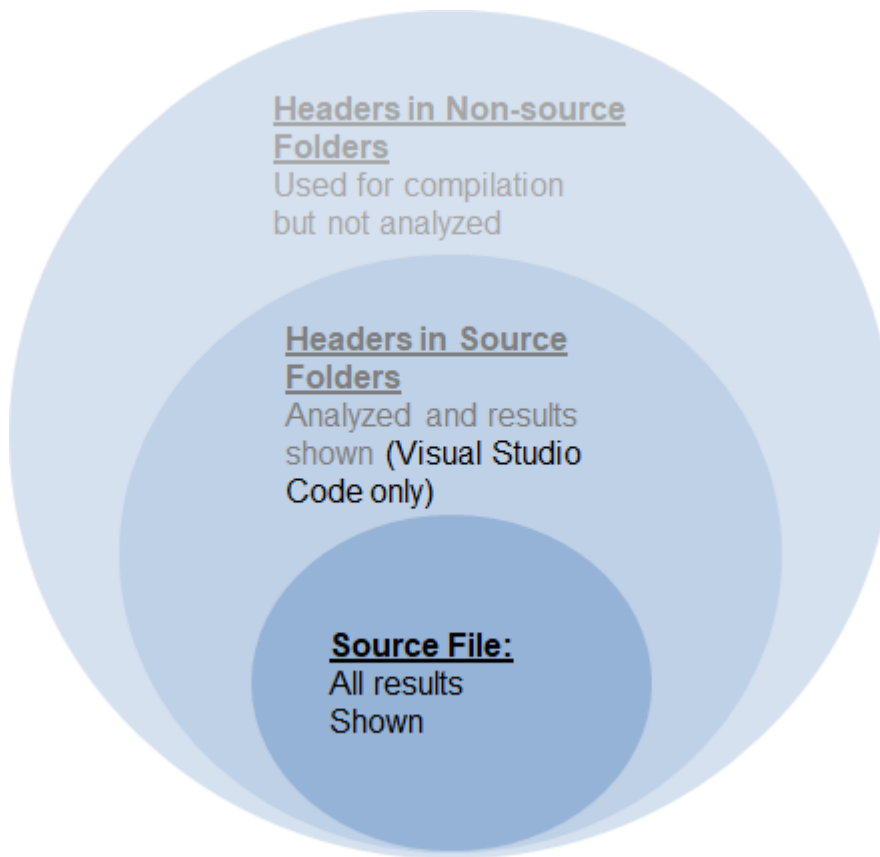 Headers in Non-source
Folders
Used for compilation
but not analyzed
Headers in Source
Folders
Analyzed and results
shown (Visual Studio
Code only)
Source File:
All results
Shown